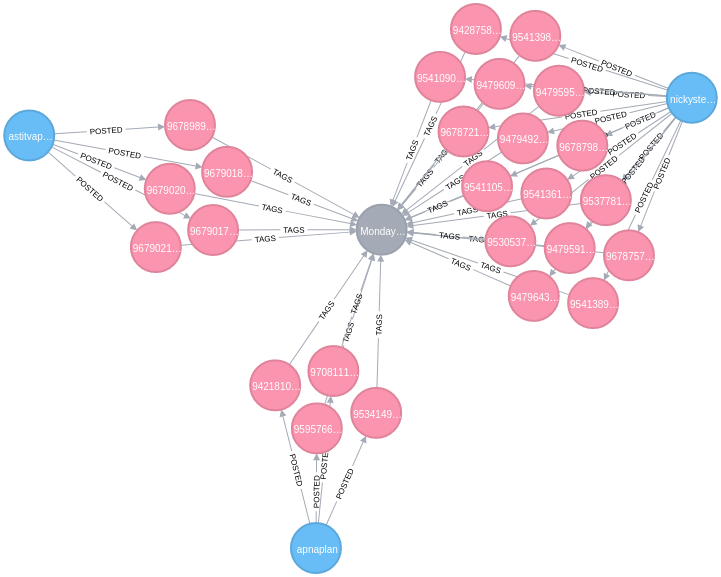 9428758…
9541398…
POSTED
POSTED
9541090…
9479609…
9479595…
POSTED
POSTED
nickyste…
POSTED
POSTED
POSTED
9678989…
POSTED
astitvap…
TAGS
TAGS
9678721…
9479492…
9678798…
POSTED
POSTED
POSTED
POSTED
9679018…
TAGS
TAGS
TAGS
POSTED
POSTED
POSTED
POSTED
POSTED
9679020…
TAGS
TAGS
9541105…
9541361…
9537781…
POSTED
TAGS
TAGS
TAGS
TAGS
9679021…
9679017…
TAGS
TAGS
Monday…
TAGS
TAG
9530537…
9479591…
9678757…
TAGS
TAGS
9479643…
9541389…
TAGS
TAGS
TAGS
TAGS
9421810…
9708111…
9595766…
9534149…
POSTED
POSTED
POSTED
POSTED
apnaplan